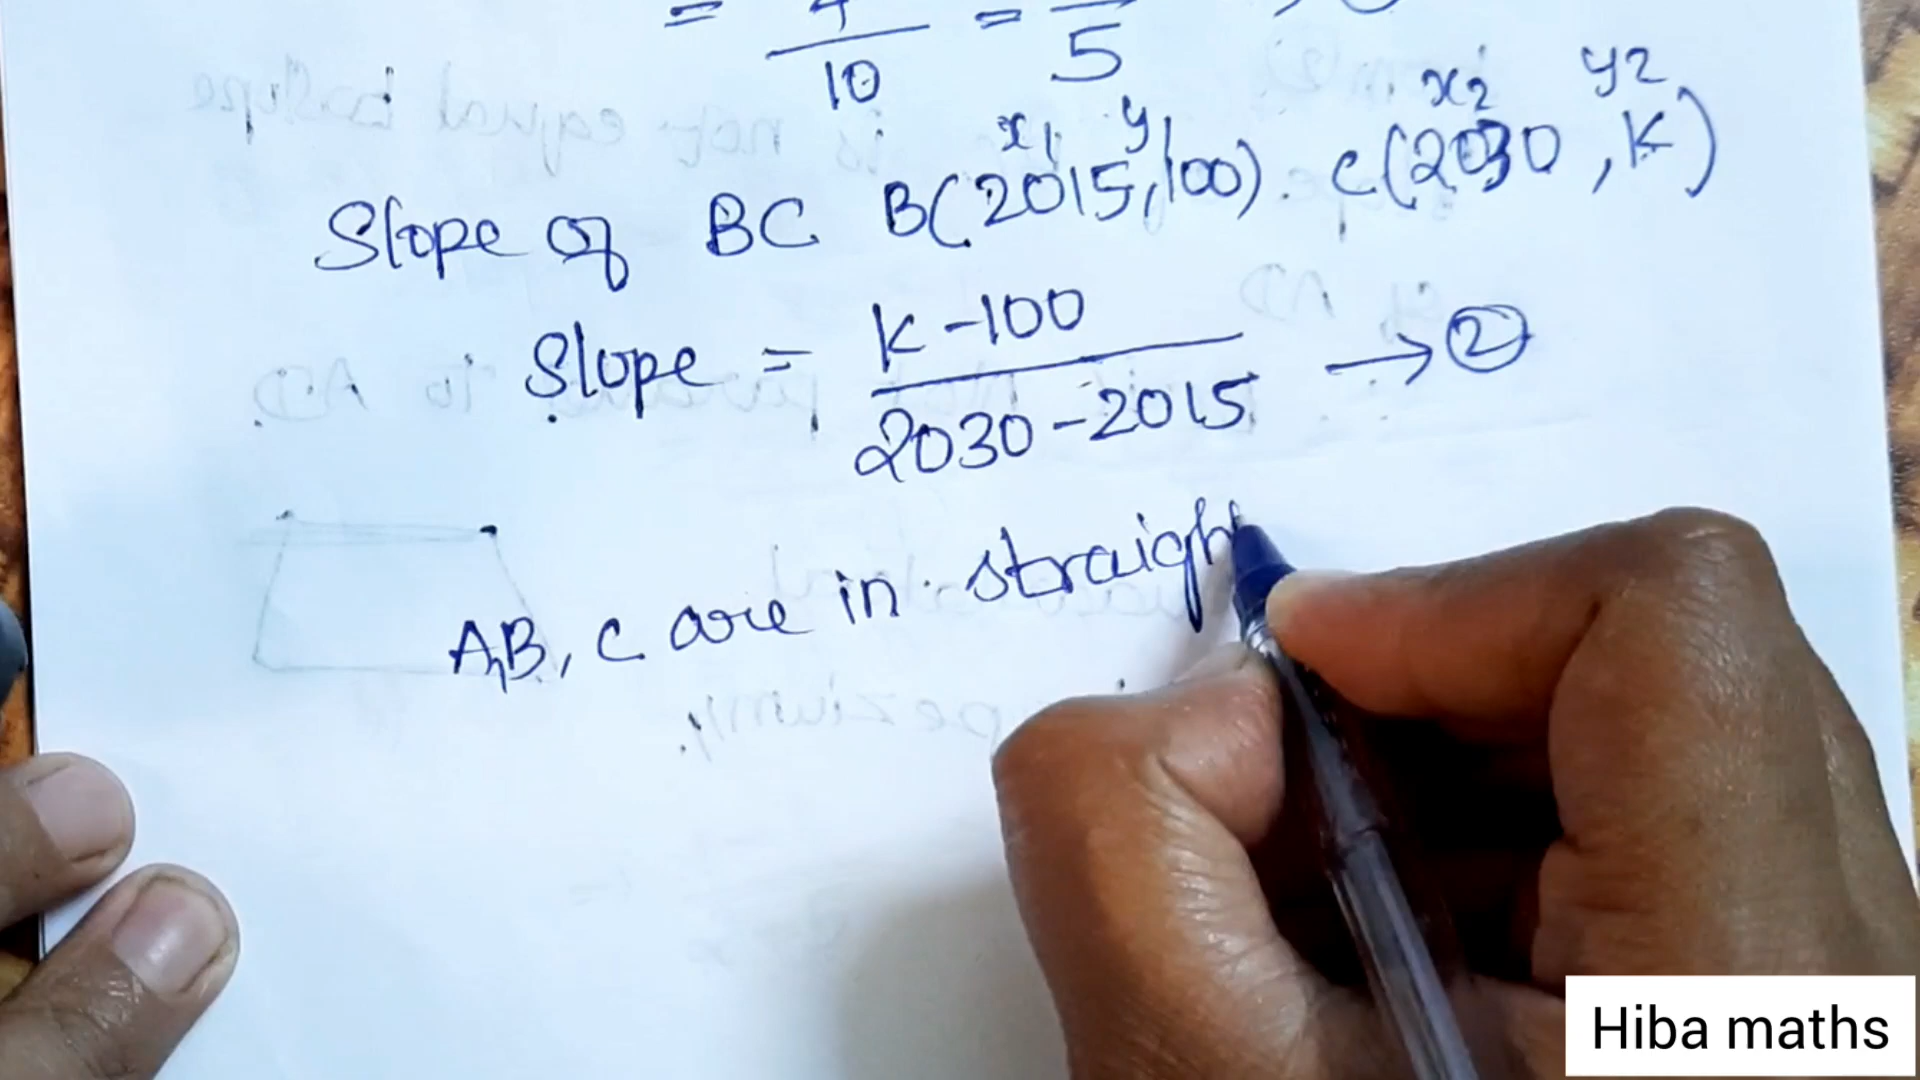 = 4/10 = /5
x1 y1 x2 y2
Slope of BC B(2015,100). C(2030, K)
Slope = K-100/2030-2015 → ②
A,B, C are in straigh
Hiba maths